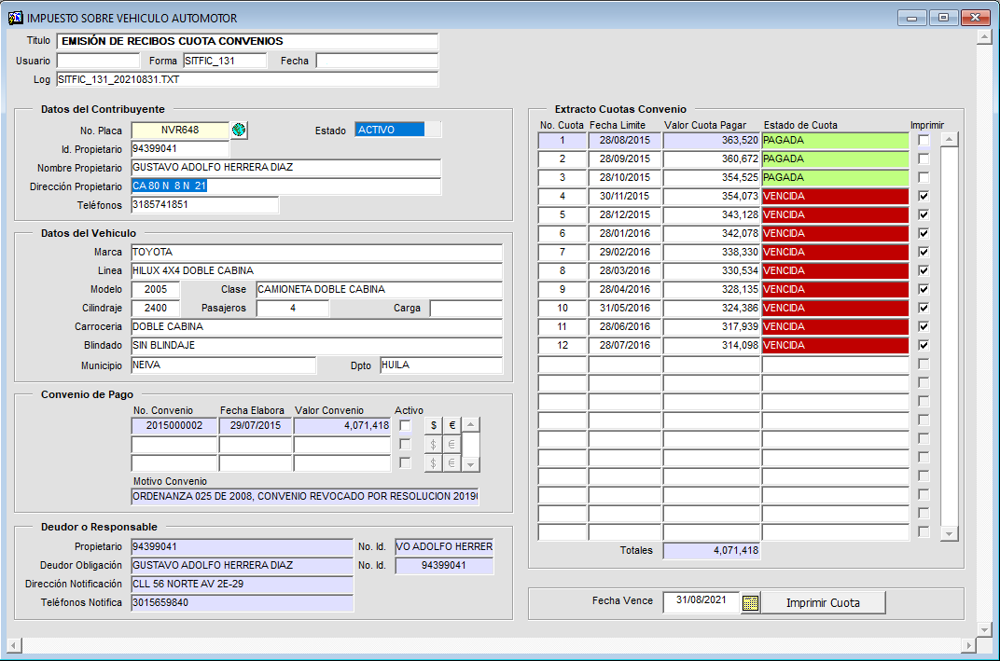 IMPUESTO SOBRE VEHICULO AUTOMOTOR
Titulo EMISIÓN DE RECIBOS CUOTA CONVENIOS
Usuario Forma SITFIC_131 Fecha
Log SITFIC_131_20210831.TXT
Datos del Contribuyente
No. Placa NVR648 Estado ACTIVO
Id. Propietario 94399041
Nombre Propietario GUSTAVO ADOLFO HERRERA DIAZ
Dirección Propietario CA 80 N 8 N 21
Teléfonos 3185741851
Datos del Vehiculo
Marca TOYOTA
Linea HILUX 4X4 DOBLE CABINA
Modelo 2005 Clase CAMIONETA DOBLE CABINA
Cilindraje 2400 Pasajeros 4 Carga
Carroceria DOBLE CABINA
Blindado SIN BLINDAJE
Municipio NEIVA Dpto HUILA
Convenio de Pago
No. Convenio Fecha Elabora Valor Convenio Activo
2015000002 29/07/2015 4,071,418 $ €
$ €
$ €
Motivo Convenio
ORDENANZA 025 DE 2008, CONVENIO REVOCADO POR RESOLUCION 20190
Deudor o Responsable
Propietario 94399041 No. Id. VO ADOLFO HERRER
Deudor Obligación GUSTAVO ADOLFO HERRERA DIAZ No. Id. 94399041
Dirección Notificación CLL 56 NORTE AV 2E-29
Teléfonos Notifica 3015659840
Extracto Cuotas Convenio
No. Cuota Fecha Limite Valor Cuota Pagar Estado de Cuota Imprimir
1 28/08/2015 363,520 PAGADA
2 28/09/2015 360,672 PAGADA
3 28/10/2015 354,525 PAGADA
4 30/11/2015 354,073 VENCIDA
5 28/12/2015 343,128 VENCIDA
6 28/01/2016 342,078 VENCIDA
7 29/02/2016 338,330 VENCIDA
8 28/03/2016 330,534 VENCIDA
9 28/04/2016 328,135 VENCIDA
10 31/05/2016 324,386 VENCIDA
11 28/06/2016 317,939 VENCIDA
12 28/07/2016 314,098 VENCIDA
Totales 4,071,418
Fecha Vence 31/08/2021 Imprimir Cuota